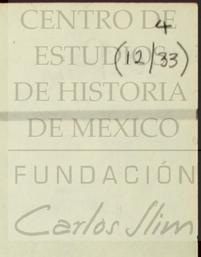 CENTRO DE
4
ESTUDIOS
(12/33)
DE HISTORIA
DE MEXICO
FUNDACIÓN
Carlos Slim